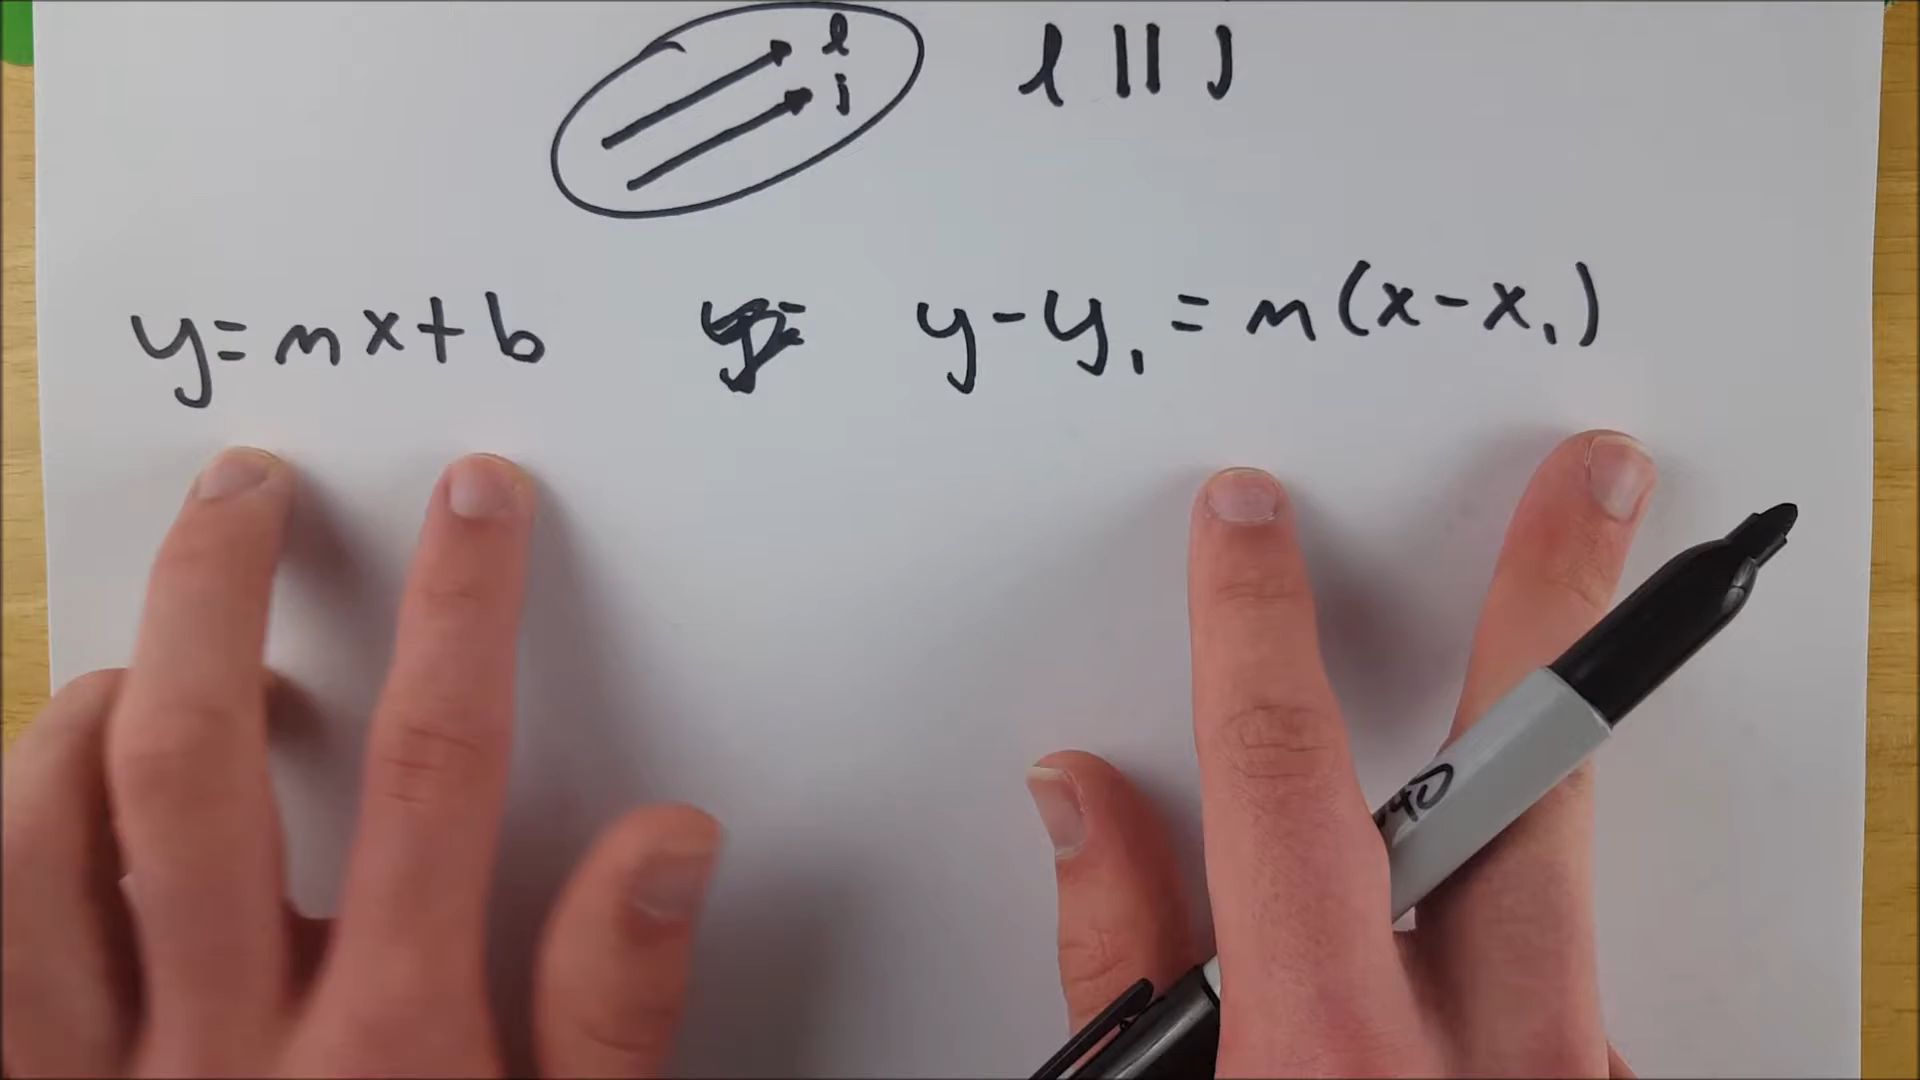 l
j
l || j
y=mx+b y-y₁=m(x-x₁)